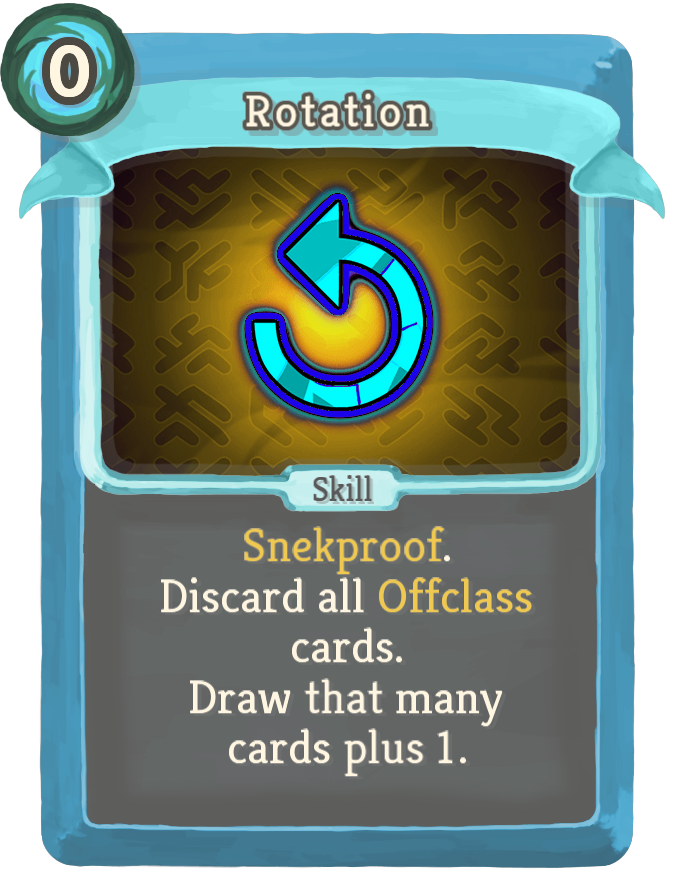 0
Rotation
Skill
Snekproof.
Discard all Offclass
cards.
Draw that many
cards plus 1.